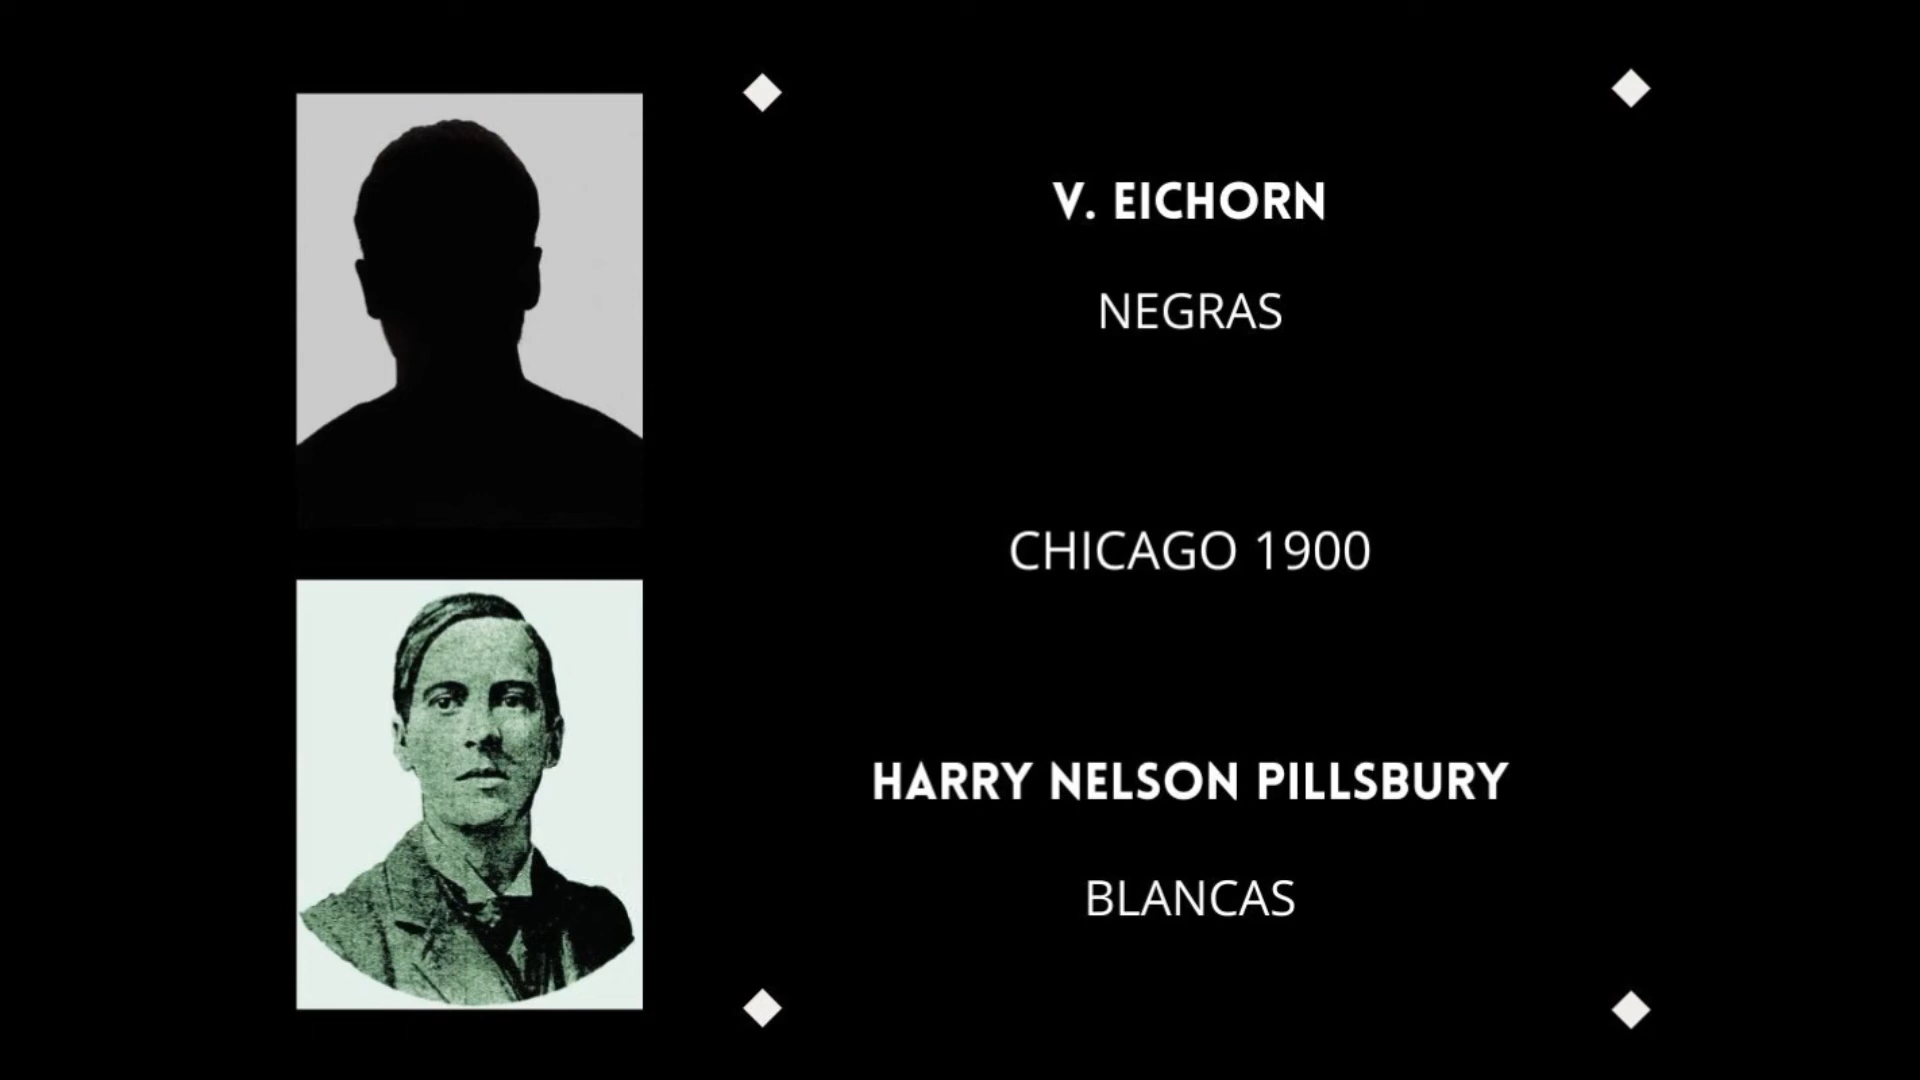 V. EICHORN
NEGRAS
CHICAGO 1900
HARRY NELSON PILLSBURY
BLANCAS